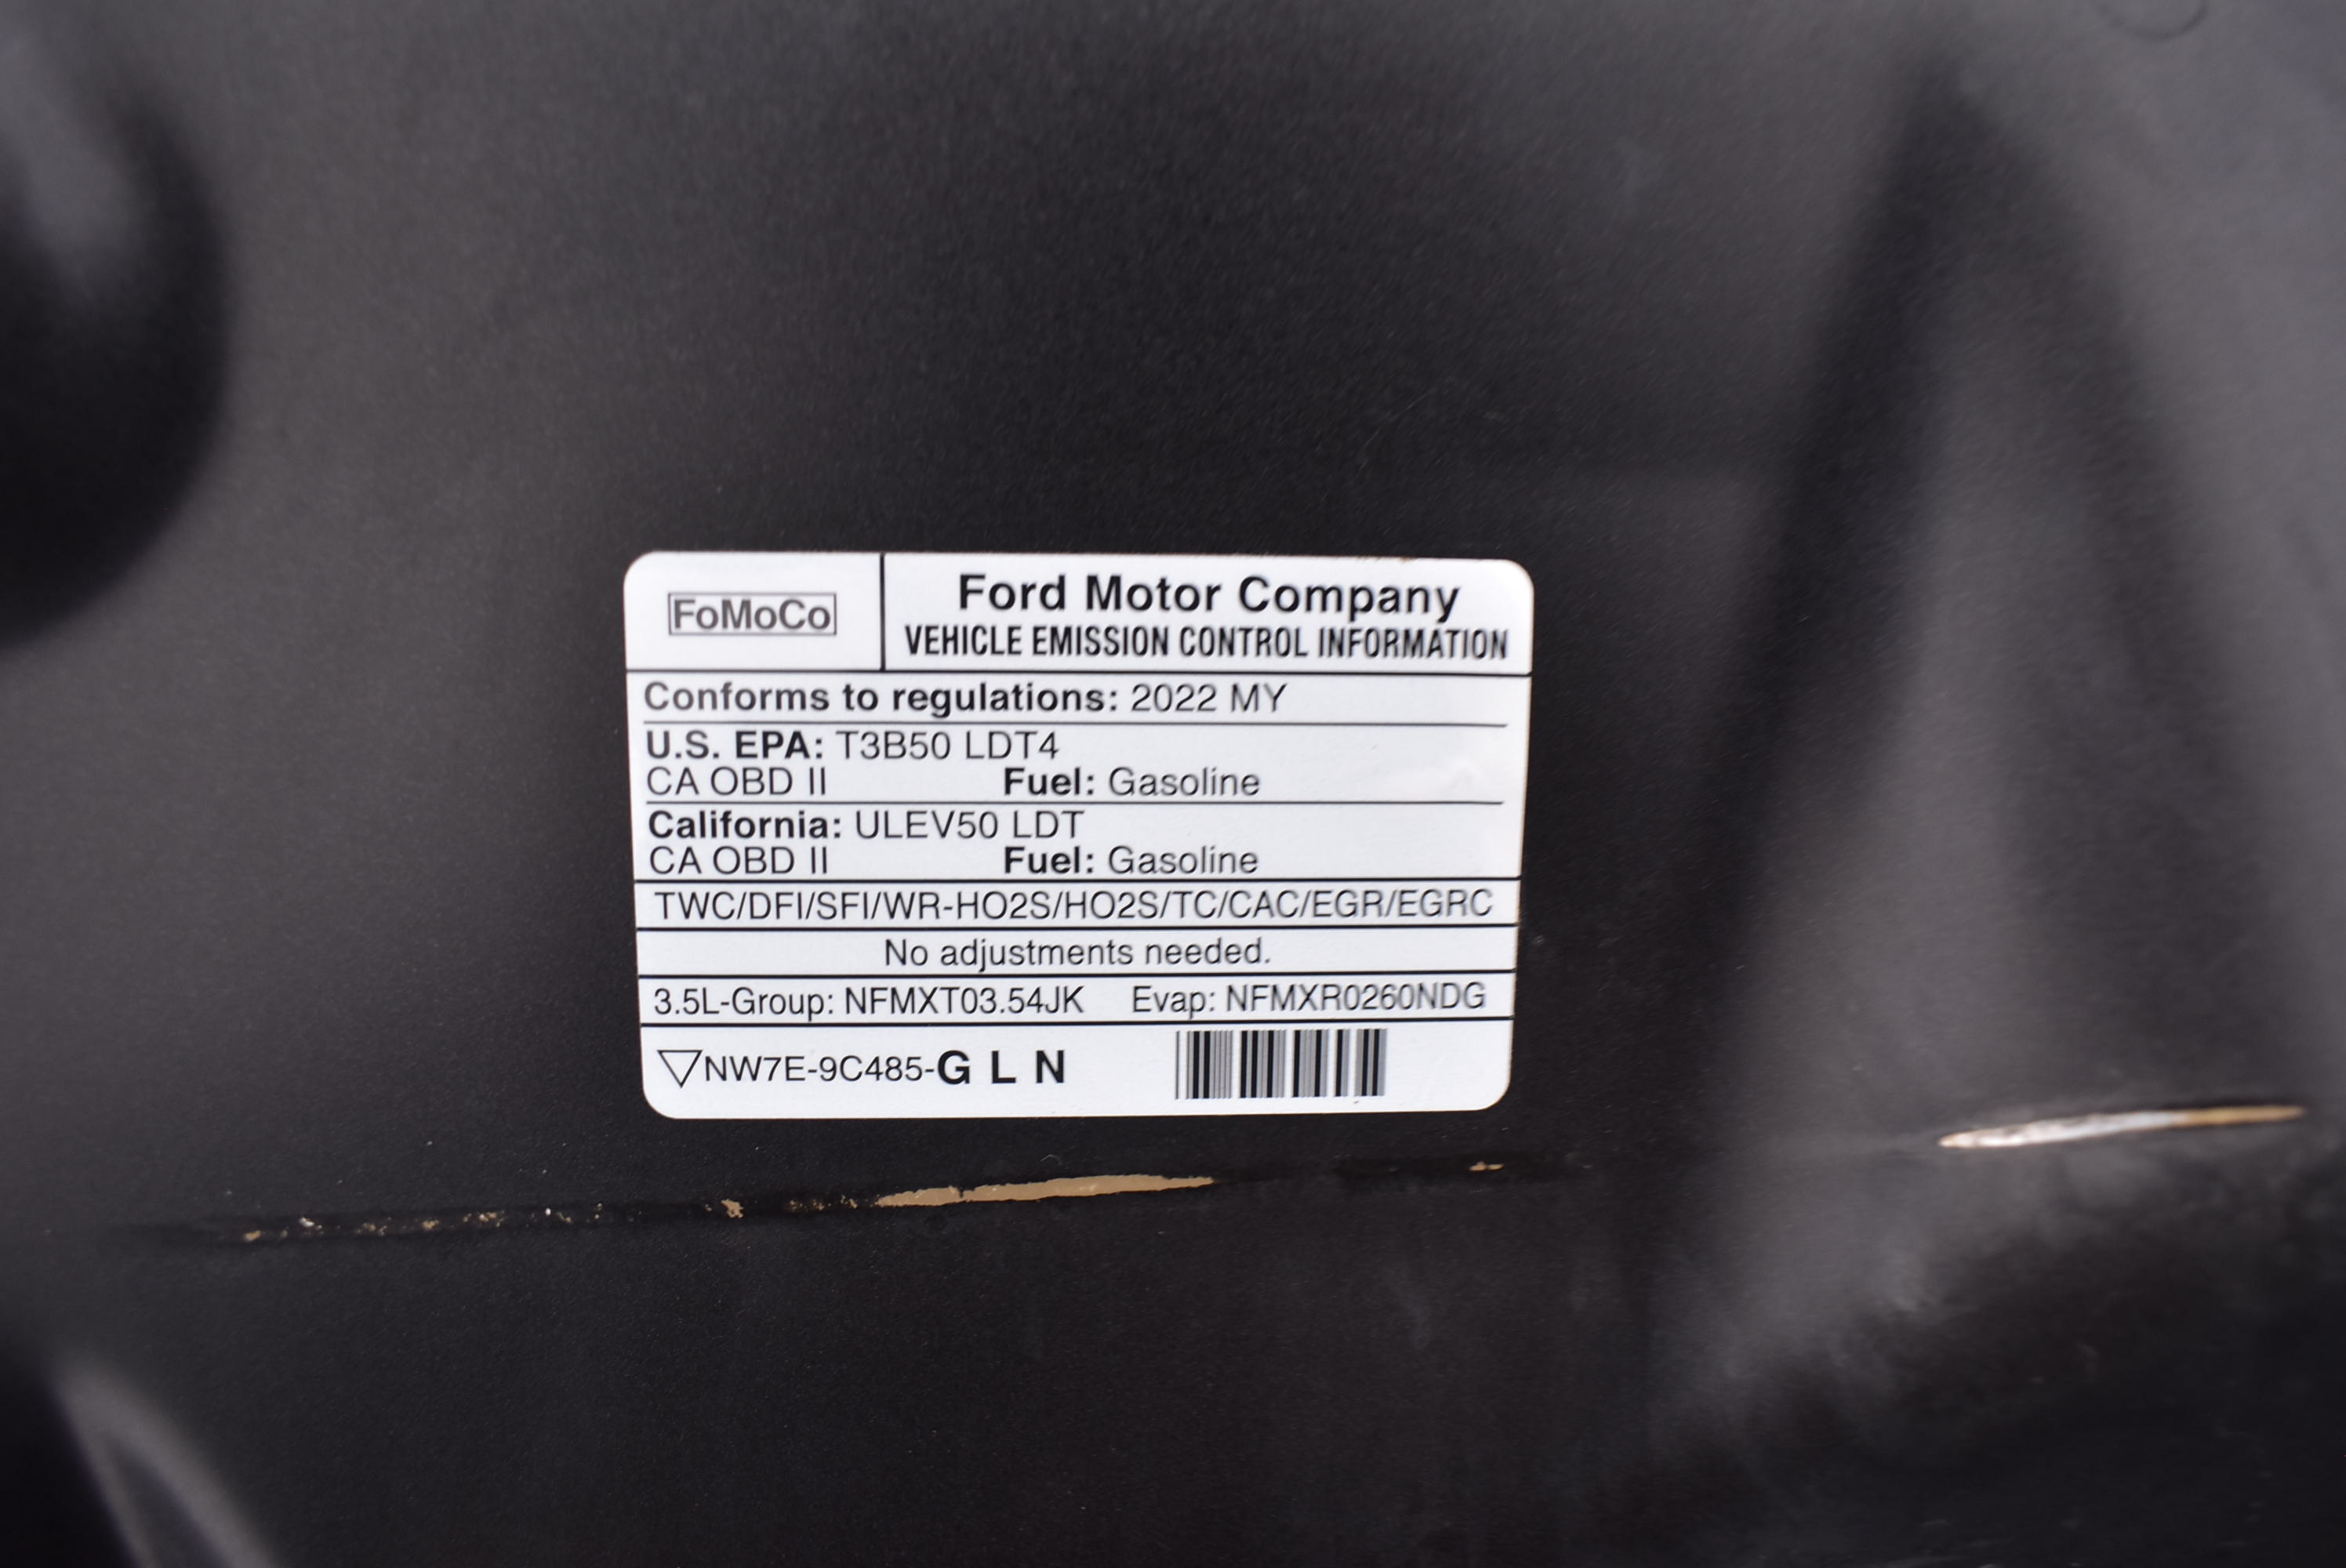 FoMoCo
Ford Motor Company
VEHICLE EMISSION CONTROL INFORMATION
Conforms to regulations: 2022 MY
U.S. EPA: T3B50 LDT4
CA OBD II Fuel: Gasoline
California: ULEV50 LDT
CA OBD II Fuel: Gasoline
TWC/DFI/SFI/WR-HO2S/HO2S/TC/CAC/EGR/EGRC
No adjustments needed.
3.5L-Group: NFMXT03.54JK Evap: NFMXR0260NDG
NW7E-9C485-G L N